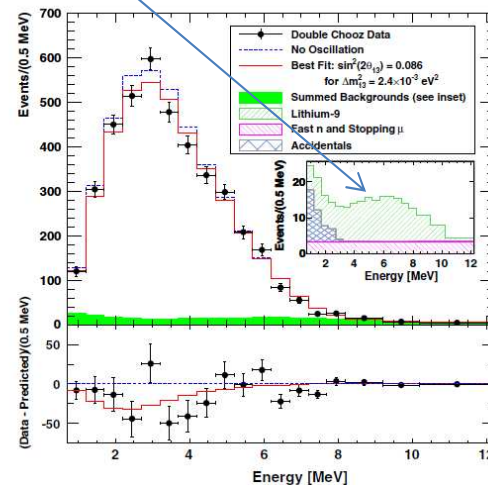 700
600
500
400
300
200
100
0
Events/(0.5 MeV)
Double Chooz Data
No Oscillation
Best Fit: sin²(2θ₁₃) = 0.086
for Δm²₁₃ = 2.4×10⁻³ eV²
Summed Backgrounds (see inset)
Lithium-9
Fast n and Stopping μ
Accidentals
Events/(0.5 MeV)
20
10
0
2 4 6 8 10 12
Energy [MeV]
(Data - Predicted)/(0.5 MeV)
50
0
-50
2 4 6 8 10 12
Energy [MeV]